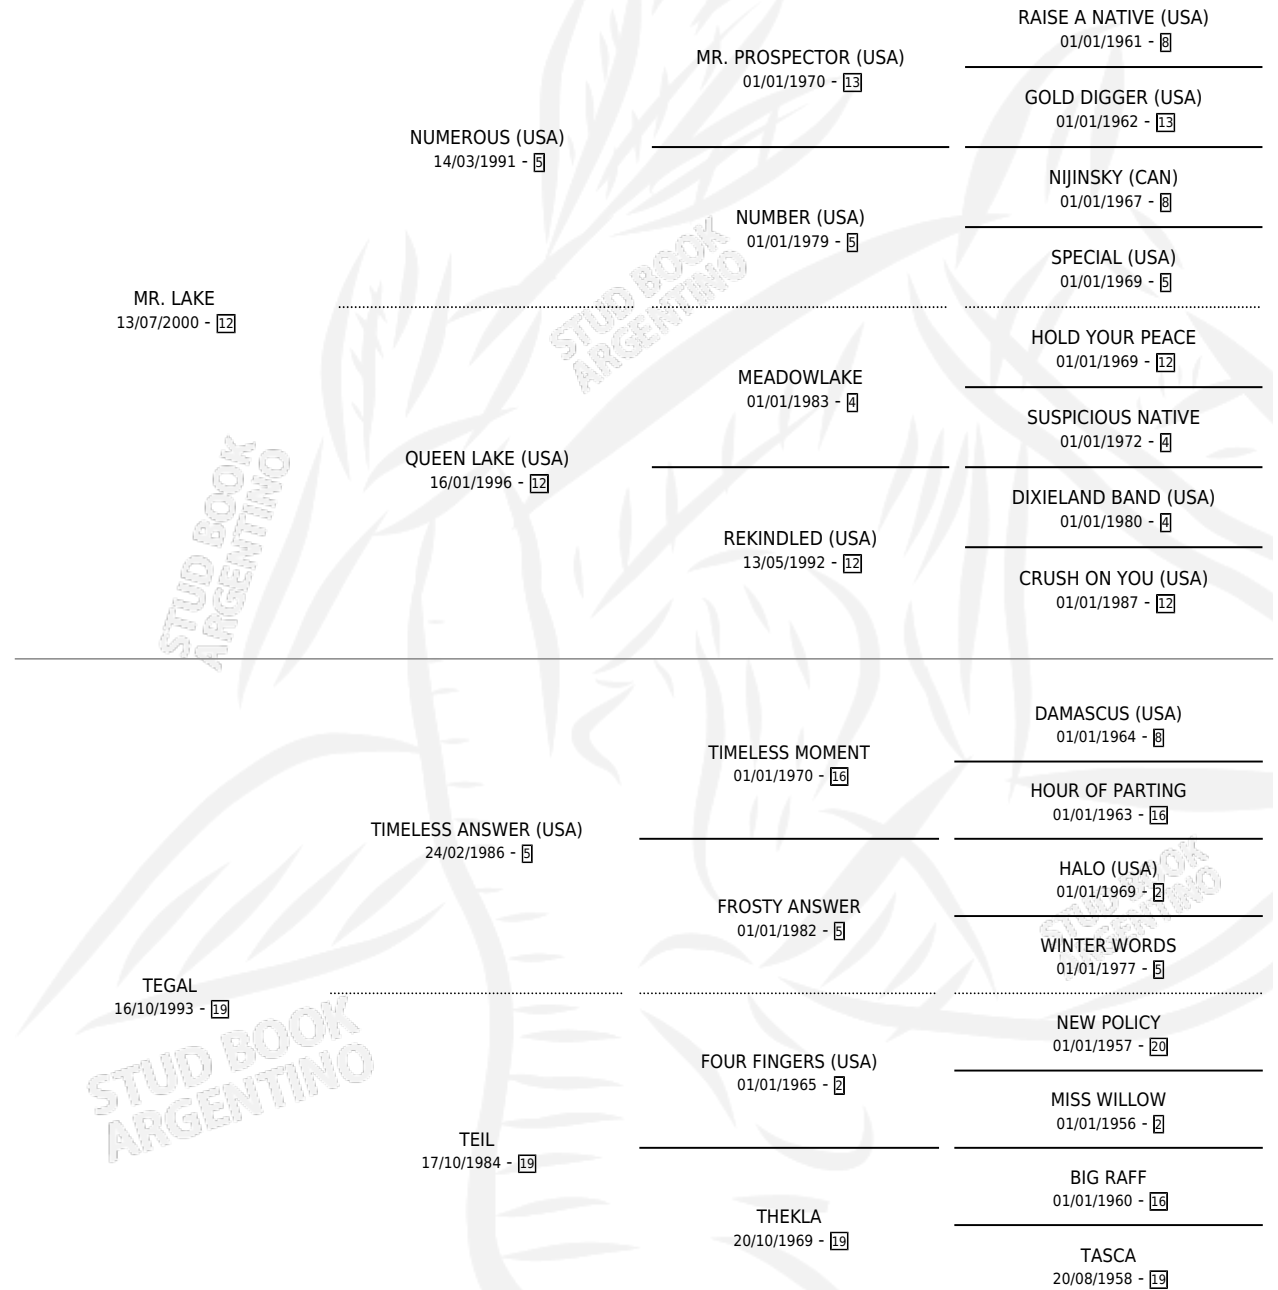 RAISE A NATIVE (USA)
01/01/1961 - 8
MR. PROSPECTOR (USA)
01/01/1970 - 13
GOLD DIGGER (USA)
01/01/1962 - 13
NUMEROUS (USA)
14/03/1991 - 5
NIJINSKY (CAN)
01/01/1967 - 8
NUMBER (USA)
01/01/1979 - 5
SPECIAL (USA)
01/01/1969 - 5
MR. LAKE
13/07/2000 - 12
HOLD YOUR PEACE
01/01/1969 - 12
MEADOWLAKE
01/01/1983 - 4
SUSPICIOUS NATIVE
01/01/1972 - 4
QUEEN LAKE (USA)
16/01/1996 - 12
DIXIELAND BAND (USA)
01/01/1980 - 4
REKINDLED (USA)
13/05/1992 - 12
CRUSH ON YOU (USA)
01/01/1987 - 12
STUD BOOK
ARGENTINO
STUD BOOK
ARGENTINO
DAMASCUS (USA)
01/01/1964 - 8
TIMELESS MOMENT
01/01/1970 - 16
HOUR OF PARTING
01/01/1963 - 16
TIMELESS ANSWER (USA)
24/02/1986 - 5
HALO (USA)
01/01/1969 - 2
FROSTY ANSWER
01/01/1982 - 5
WINTER WORDS
01/01/1977 - 5
TEGAL
16/10/1993 - 19
NEW POLICY
01/01/1957 - 20
FOUR FINGERS (USA)
01/01/1965 - 2
MISS WILLOW
01/01/1956 - 2
TEIL
17/10/1984 - 19
BIG RAFF
01/01/1960 - 16
THEKLA
20/10/1969 - 19
TASCA
20/08/1958 - 19
STUD BOOK
ARGENTINO
STUD BOOK
ARGENTINO